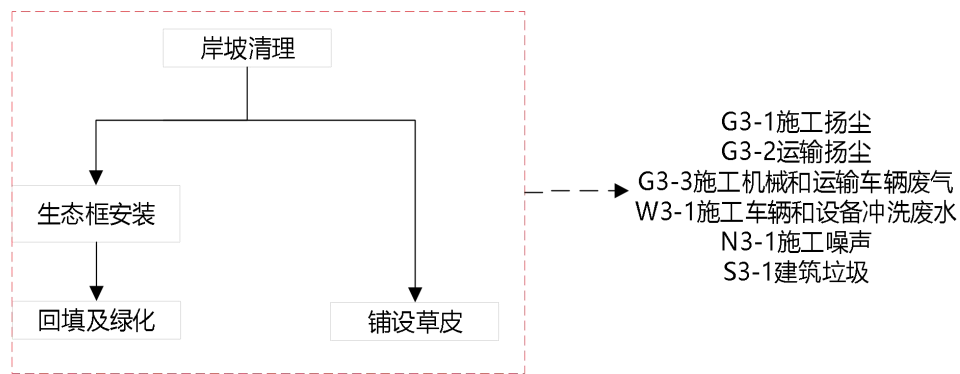 岸坡清理
生态框安装
回填及绿化
铺设草皮
G3-1施工扬尘
G3-2运输扬尘
G3-3施工机械和运输车辆废气
W3-1施工车辆和设备冲洗废水
N3-1施工噪声
S3-1建筑垃圾